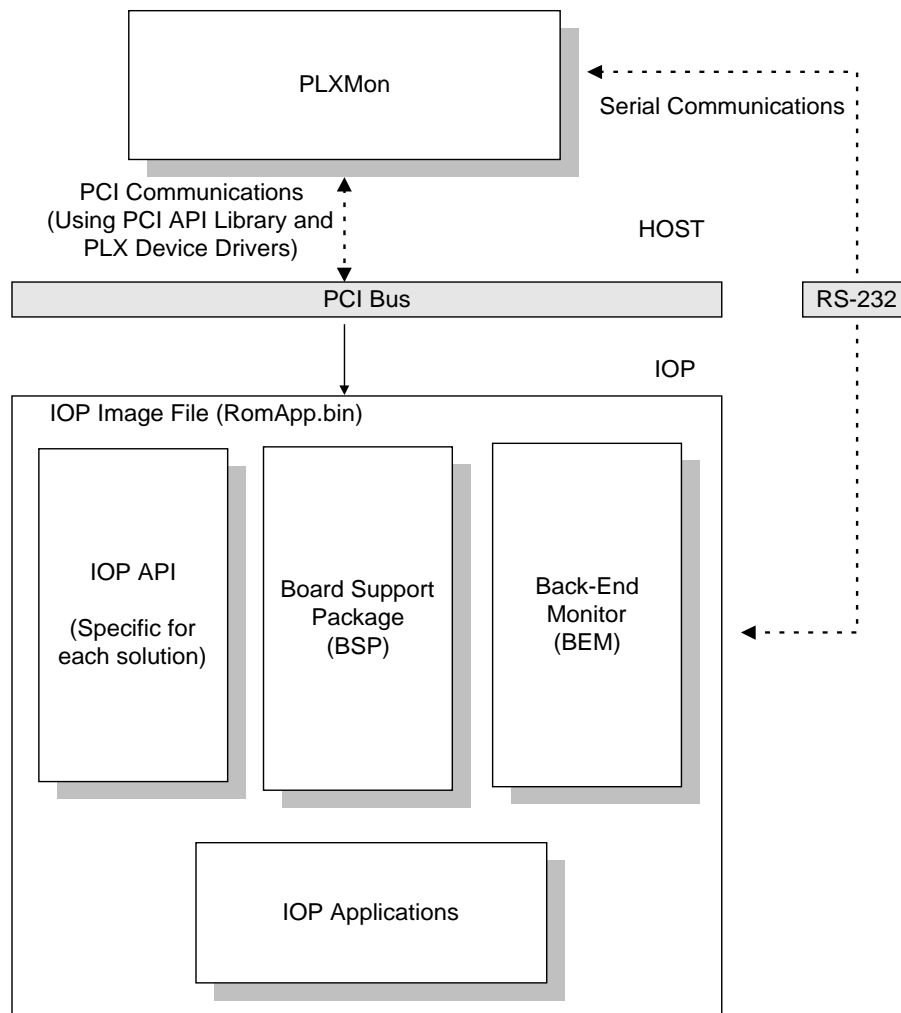 PLXMon
Serial Communications
PCI Communications
(Using PCI API Library and
PLX Device Drivers)
HOST
PCI Bus
RS-232
IOP
IOP Image File (RomApp.bin)
IOP API
(Specific for
each solution)
Board Support
Package
(BSP)
Back-End
Monitor
(BEM)
IOP Applications